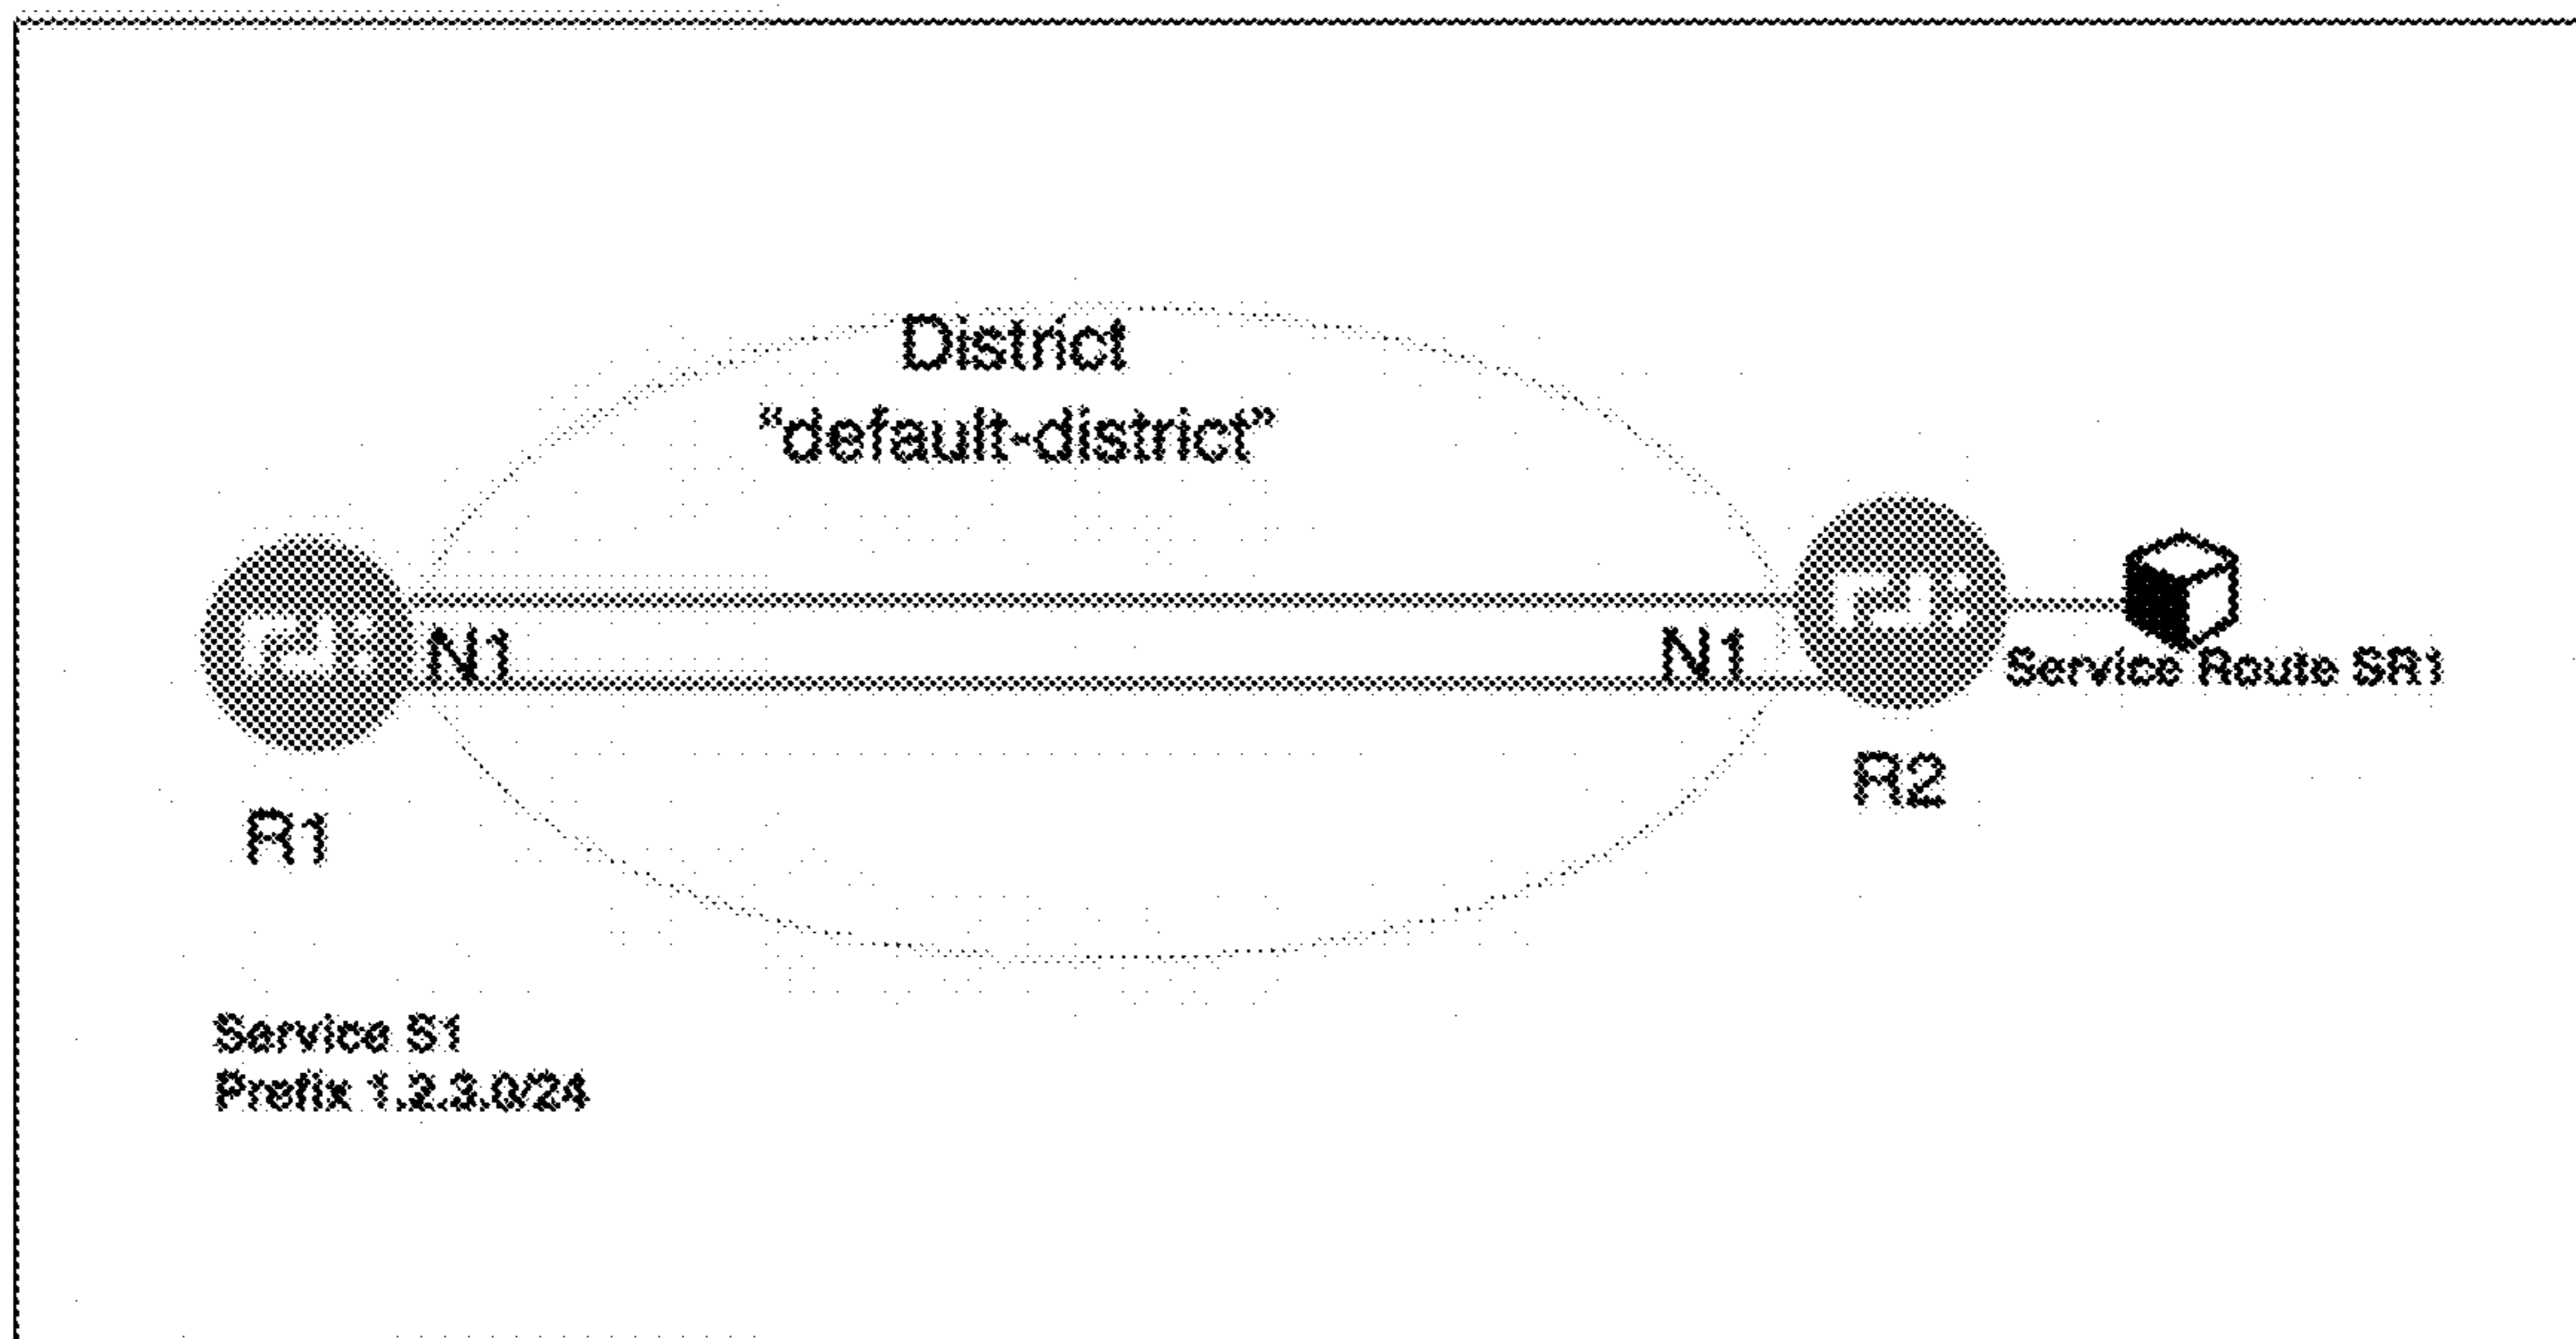 District
“default-district”
N1
N1
Service Route SR1
R2
R1
Service S1
Prefix 1.2.3.0/24